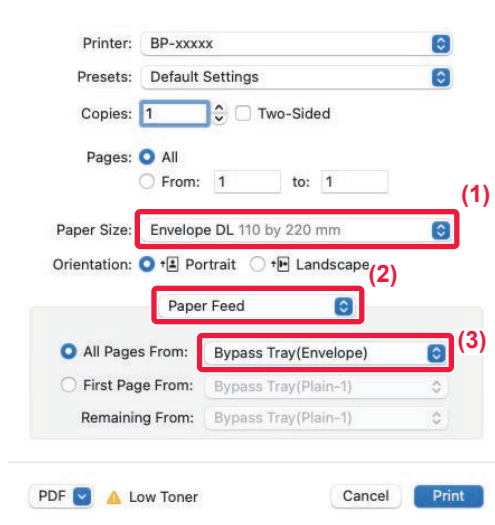 Printer: BP-xxxxx
Presets: Default Settings
Copies: 1 Two-Sided
Pages: All
From: 1 to: 1
(1)
Paper Size: Envelope DL 110 by 220 mm
Orientation: Portrait Landscape
(2)
Paper Feed
(3)
All Pages From: Bypass Tray(Envelope)
First Page From: Bypass Tray(Plain-1)
Remaining From: Bypass Tray(Plain-1)
PDF Low Toner Cancel Print